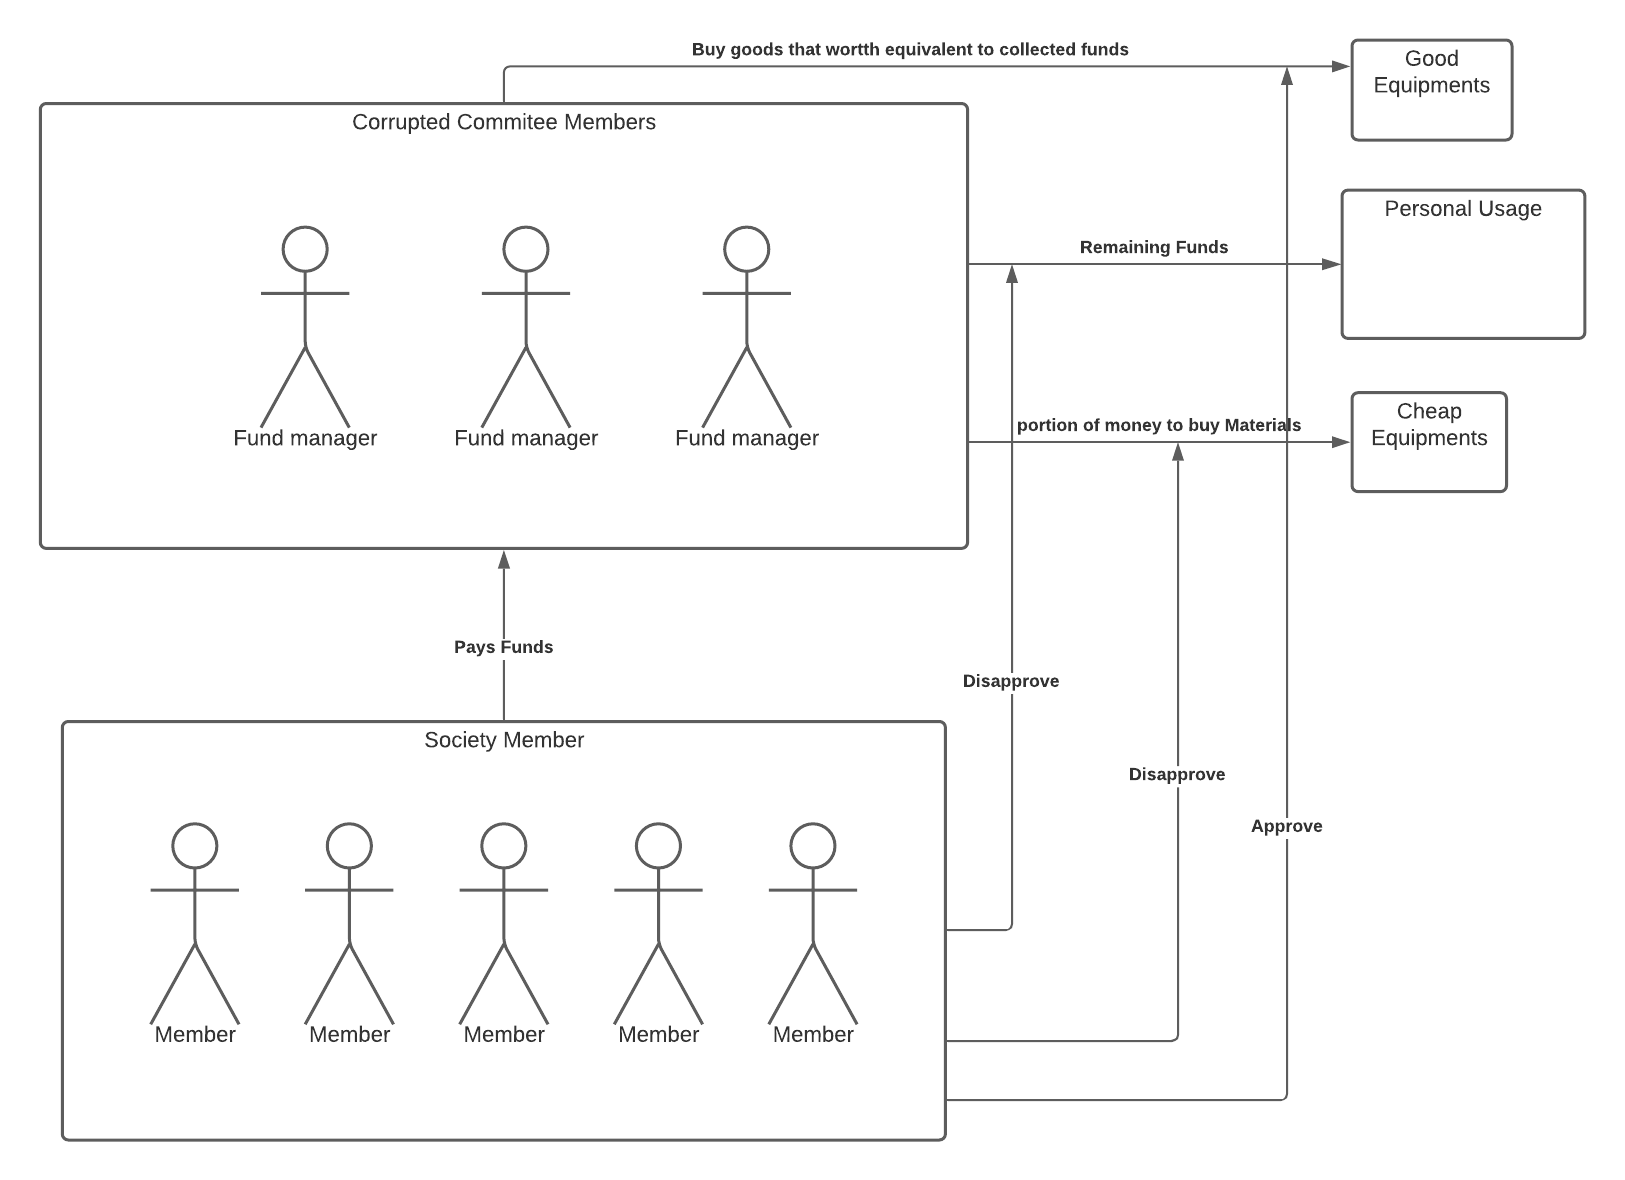 Buy goods that wortth equivalent to collected funds
Good
Equipments
Corrupted Commitee Members
Personal Usage
Remaining Funds
Cheap
Equipments
portion of money to buy Materials
Fund manager
Fund manager
Fund manager
Pays Funds
Disapprove
Society Member
Disapprove
Approve
Member
Member
Member
Member
Member